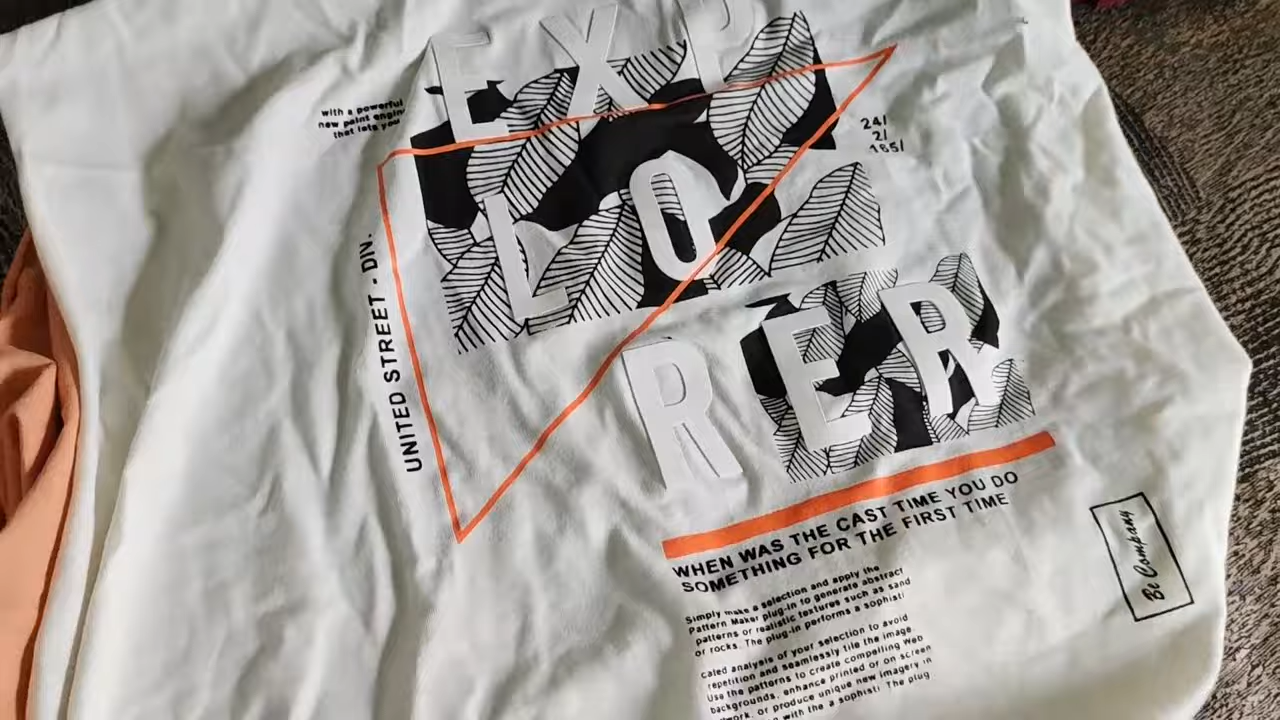 EXP
with a powerful
new paint engin
that lets you
24/
2/
185/
LO
UNITED STREET - DIV.
RER
WHEN WAS THE CAST TIME YOU DO
SOMETHING FOR THE FIRST TIME
Be Company
Simply make a selection and apply the
Pattern Maker plug-in to generate abstract
patterns or realistic textures such as sand
or rocks. The plug-in performs a sophisti
cated analysis of your selection to avoid
repetition and seamlessly tile the image
Use the patterns to create compelling Web
backgrounds, enhance printed or on screen
work, or produce unique new imagery in
with the a sophisti The plug